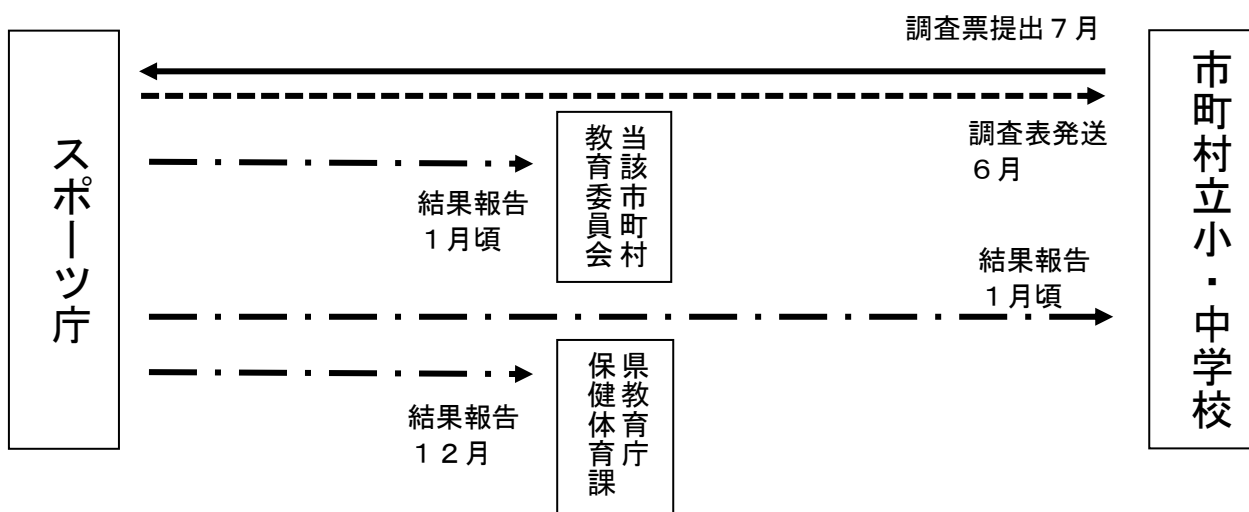 調査票提出７月
スポーツ庁
市町村立小・中学校
当該市町村
教育委員会
調査表発送
６月
結果報告
１月頃
結果報告
１月頃
県教育庁
保健体育課
結果報告
１２月